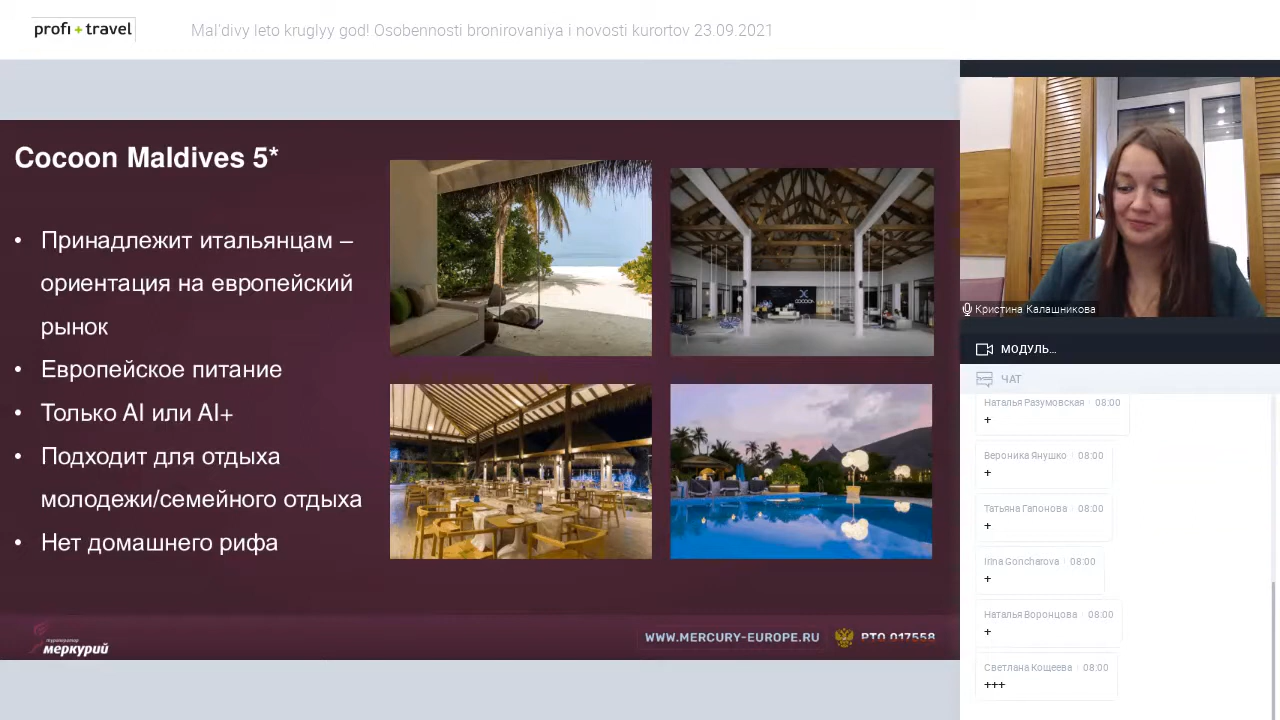 profi + travel
Mal'divy leto kruglyy god! Osobennosti bronirovaniya i novosti kurortov 23.09.2021
Cocoon Maldives 5*
• Принадлежит итальянцам –
ориентация на европейский
рынок
• Европейское питание
• Только AI или AI+
• Подходит для отдыха
молодежи/семейного отдыха
• Нет домашнего рифа
COCOON
туроператор
меркурий
WWW.MERCURY-EUROPE.RU
РТО 017558
Кристина Калашникова
МОДУЛЬ...
ЧАТ
Наталья Разумовская 08:00
+
Вероника Янушко 08:00
+
Татьяна Гапонова 08:00
+
Irina Goncharova 08:00
+
Наталья Воронцова 08:00
+
Светлана Кощеева 08:00
+++